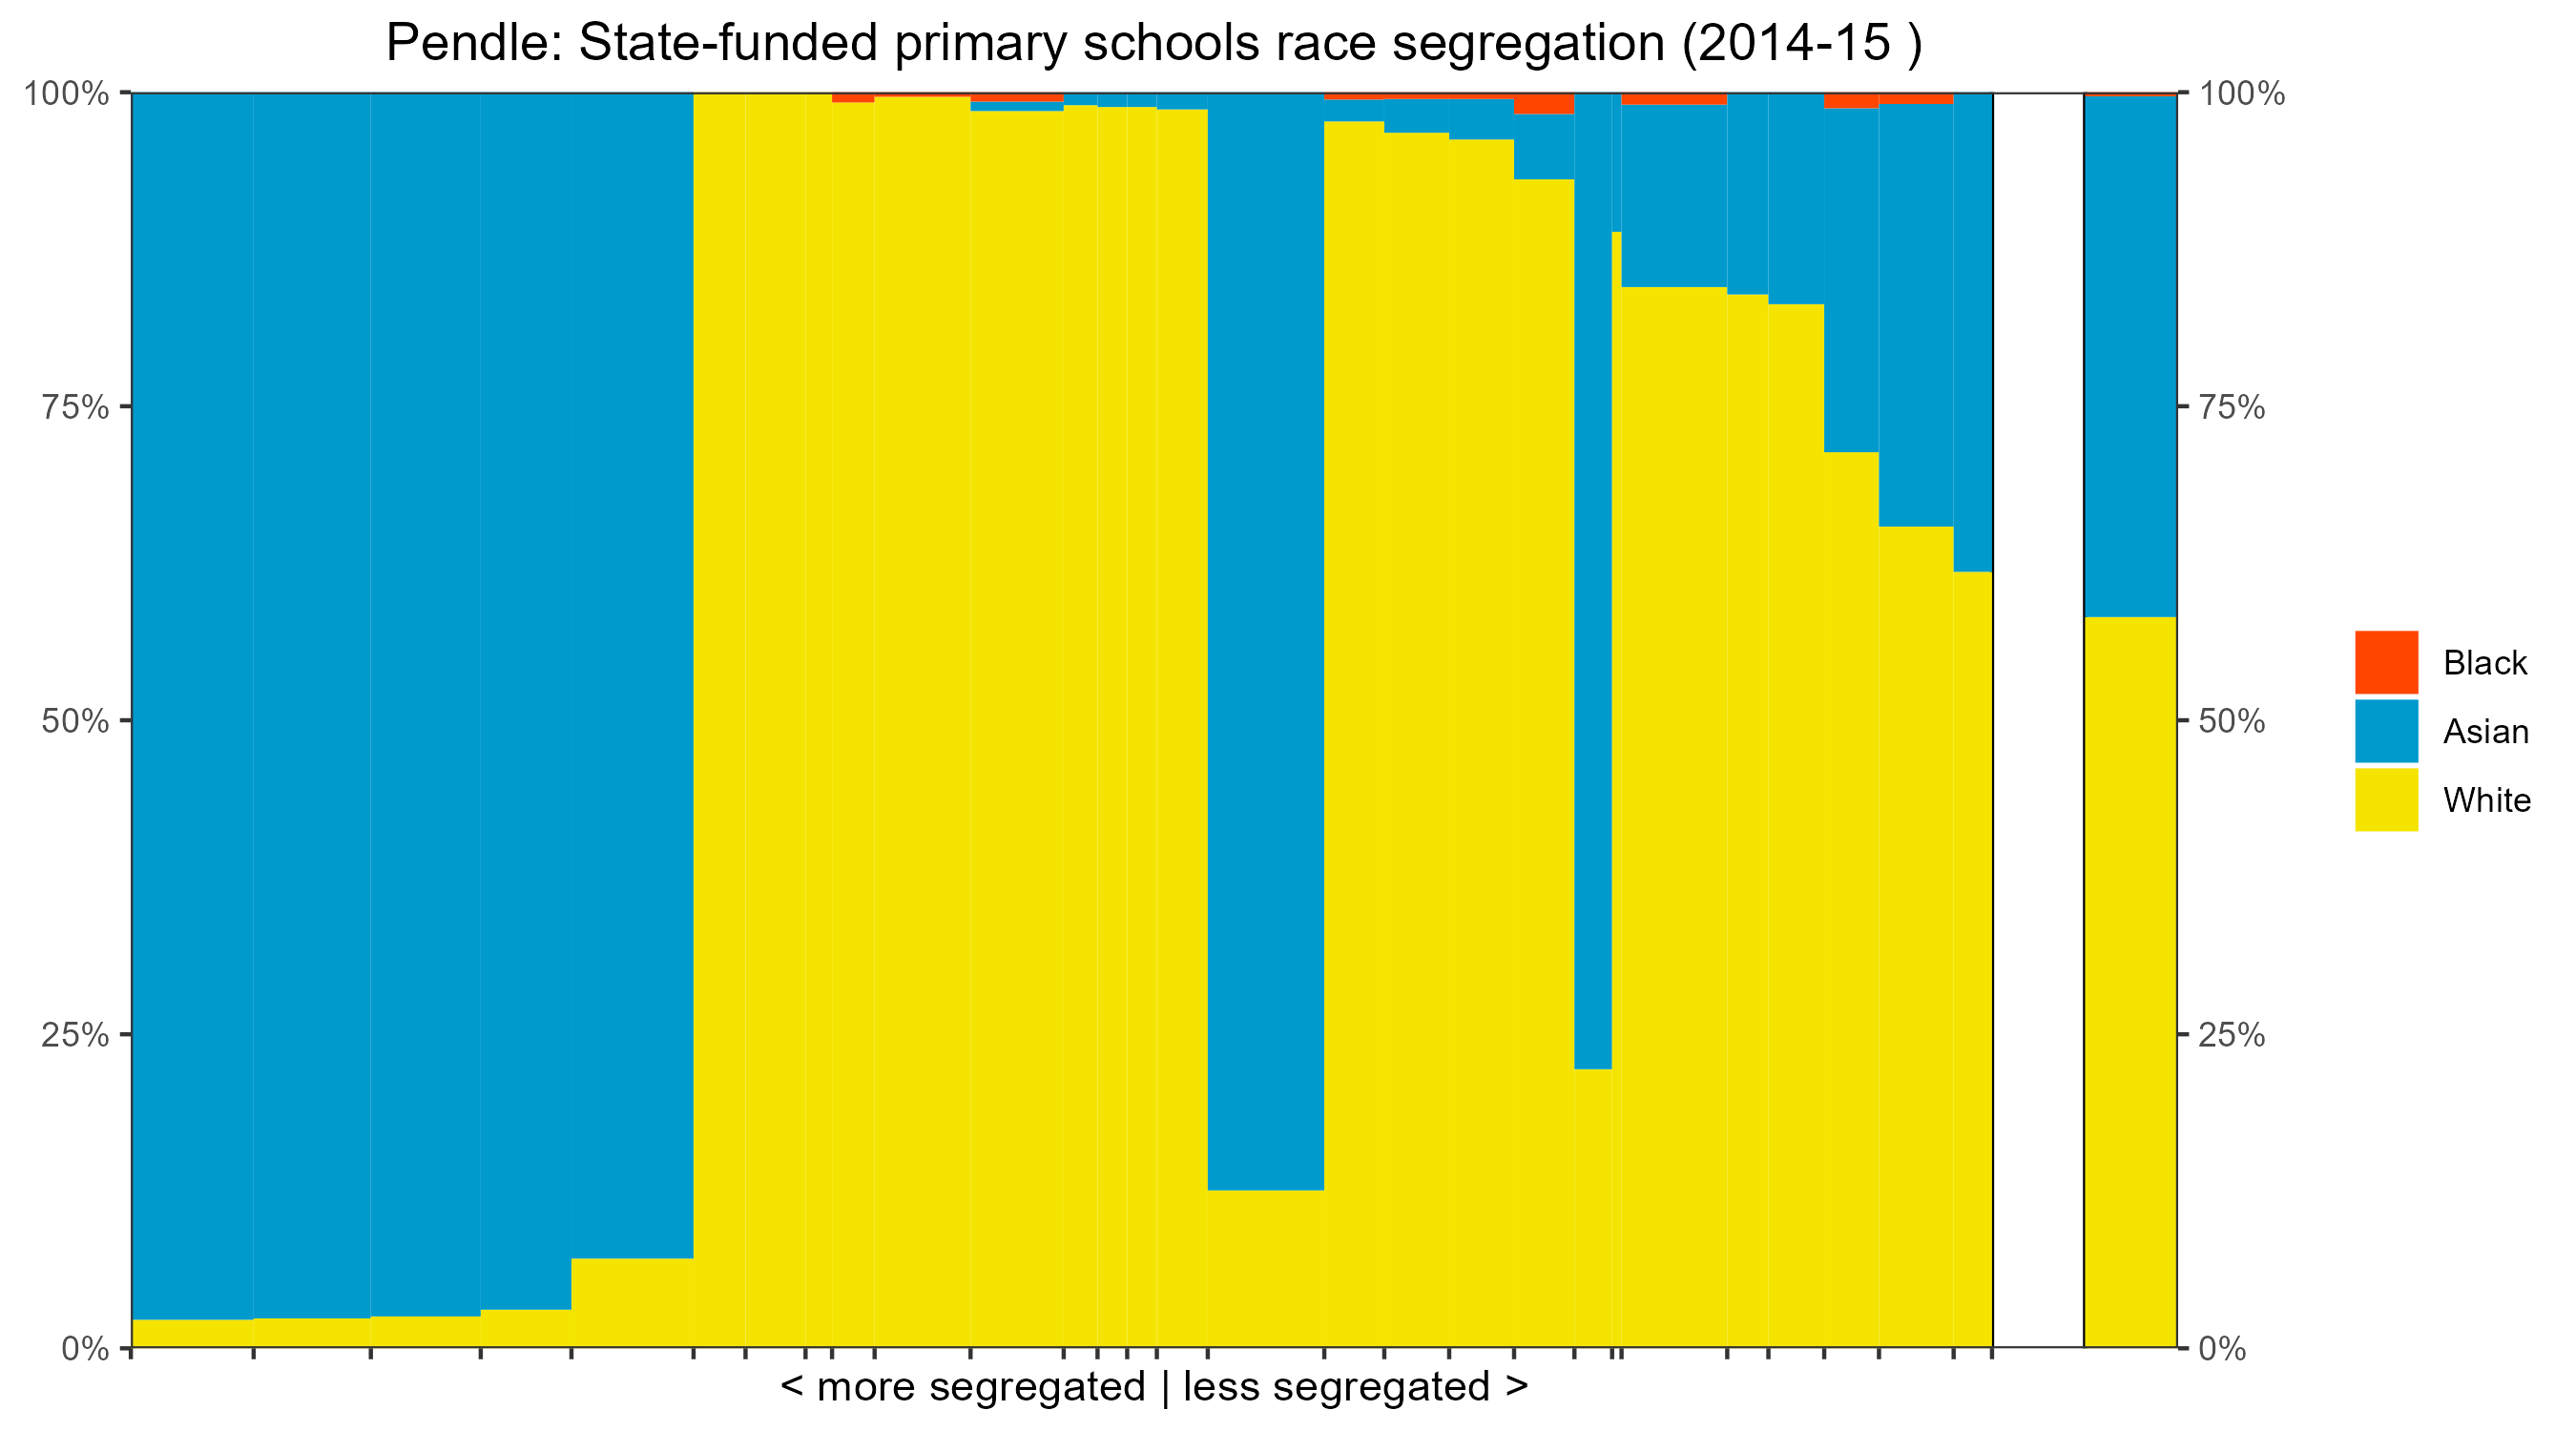 Pendle: State-funded primary schools race segregation (2014-15 )
100%
75%
50%
25%
0%
100%
75%
50%
25%
0%
Black
Asian
White
< more segregated | less segregated >